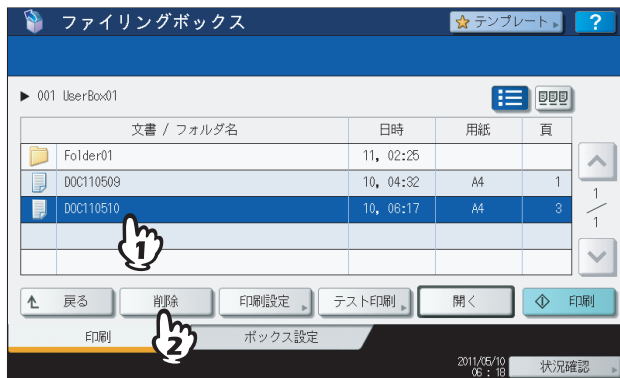 ファイリングボックス テンプレート ?
001 UserBox01
文書 / フォルダ名 日時 用紙 頁
Folder01 11, 02:25
DOC110509 10, 04:32 A4 1
DOC110510 10, 06:17 A4 3
1
1
1
戻る 削除 印刷設定 テスト印刷 開く 印刷
2
印刷 ボックス設定
2011/05/10
06 : 18
状況確認